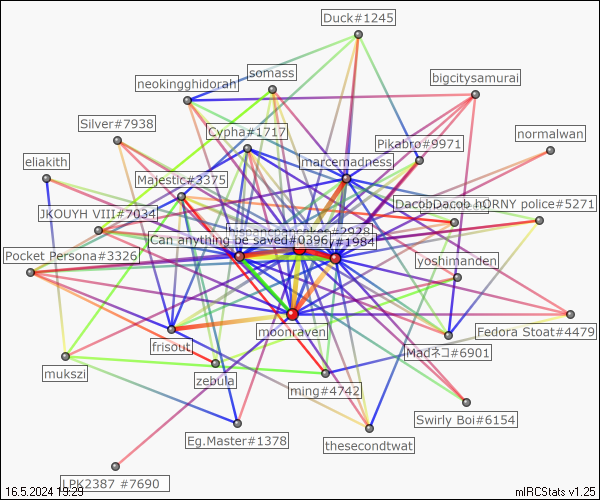 Duck#1245
somass
bigcitysamurai
neokingghidorah
Silver#7938
Cypha#1717
Pikabro#9971
normalwan
marcemadness
eliakith
Majestic#3375
JKOUYH VIII#7034
DacobDacob
hORNY police#5271
hispanicpancakes#2928
Can anything be saved#0396
#1984
Pocket Persona#3326
yoshimanden
moonraven
Fedora Stoat#4479
frisout
Madネコ#6901
mukszi
zebula
ming#4742
Swirly Boi#6154
Eg.Master#1378
thesecondtwat
LPK2387 #7690
16.5.2024 19:29
mIRCStats v1.25